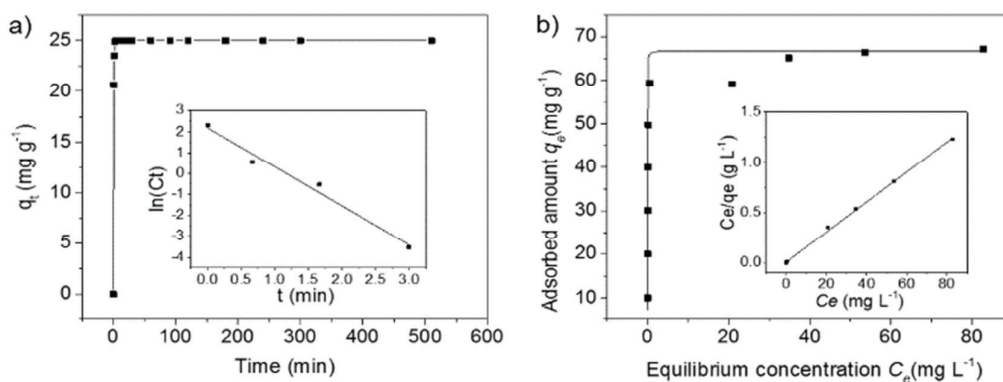 a)
q_t (mg g⁻¹)
25
20
15
10
5
0
0 100 200 300 400 500 600
Time (min)
ln(Ct)
3
2
1
0
-1
-2
-3
-4
0.0 0.5 1.0 1.5 2.0 2.5 3.0
t (min)
b)
Adsorbed amount q_e(mg g⁻¹)
70
60
50
40
30
20
10
0 20 40 60 80
Equilibrium concentration C_e(mg L⁻¹)
Ce/qe (g L⁻¹)
1.5
1.0
0.5
0.0
0 20 40 60 80
Ce (mg L⁻¹)